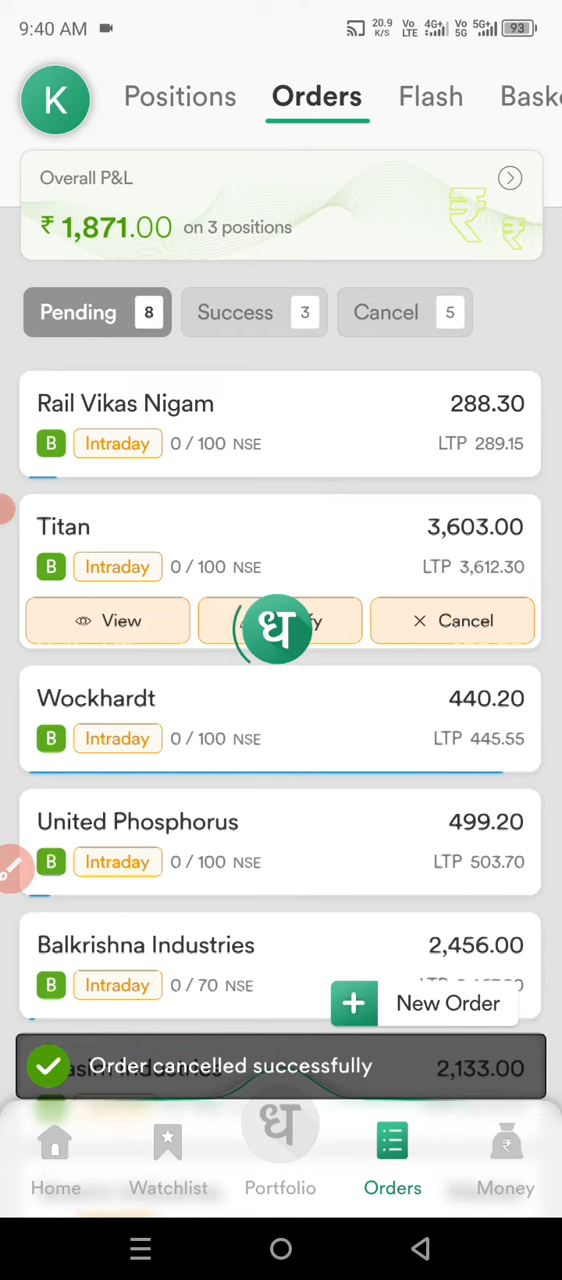 9:40 AM 20.9 K/S Vo LTE 4G+ Vo 5G 5G+ 93
K Positions Orders Flash Baske
Overall P&L
₹ 1,871.00 on 3 positions
Pending 8 Success 3 Cancel 5
Rail Vikas Nigam 288.30
B Intraday 0 / 100 NSE LTP 289.15
Titan 3,603.00
B Intraday 0 / 100 NSE LTP 3,612.30
View ध fy Cancel
Wockhardt 440.20
B Intraday 0 / 100 NSE LTP 445.55
United Phosphorus 499.20
B Intraday 0 / 100 NSE LTP 503.70
Balkrishna Industries 2,456.00
B Intraday 0 / 70 NSE
New Order
Order cancelled successfully
2,133.00
ध
Home Watchlist Portfolio Orders Money